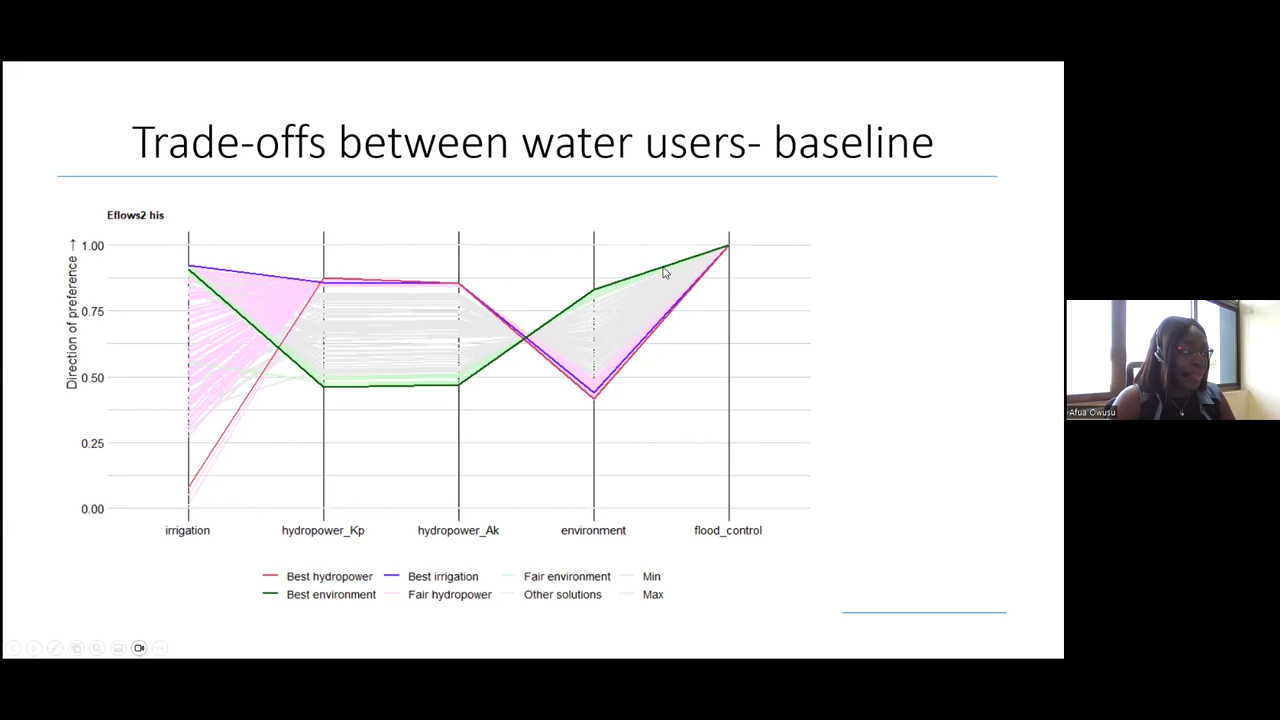 Trade-offs between water users- baseline
Eflows2 his
Direction of preference →
1.00
0.75
0.50
0.25
0.00
irrigation
hydropower_Kp
hydropower_Ak
environment
flood_control
Best hydropower
Best irrigation
Fair environment
Min
Best environment
Fair hydropower
Other solutions
Max
Afua Owusu